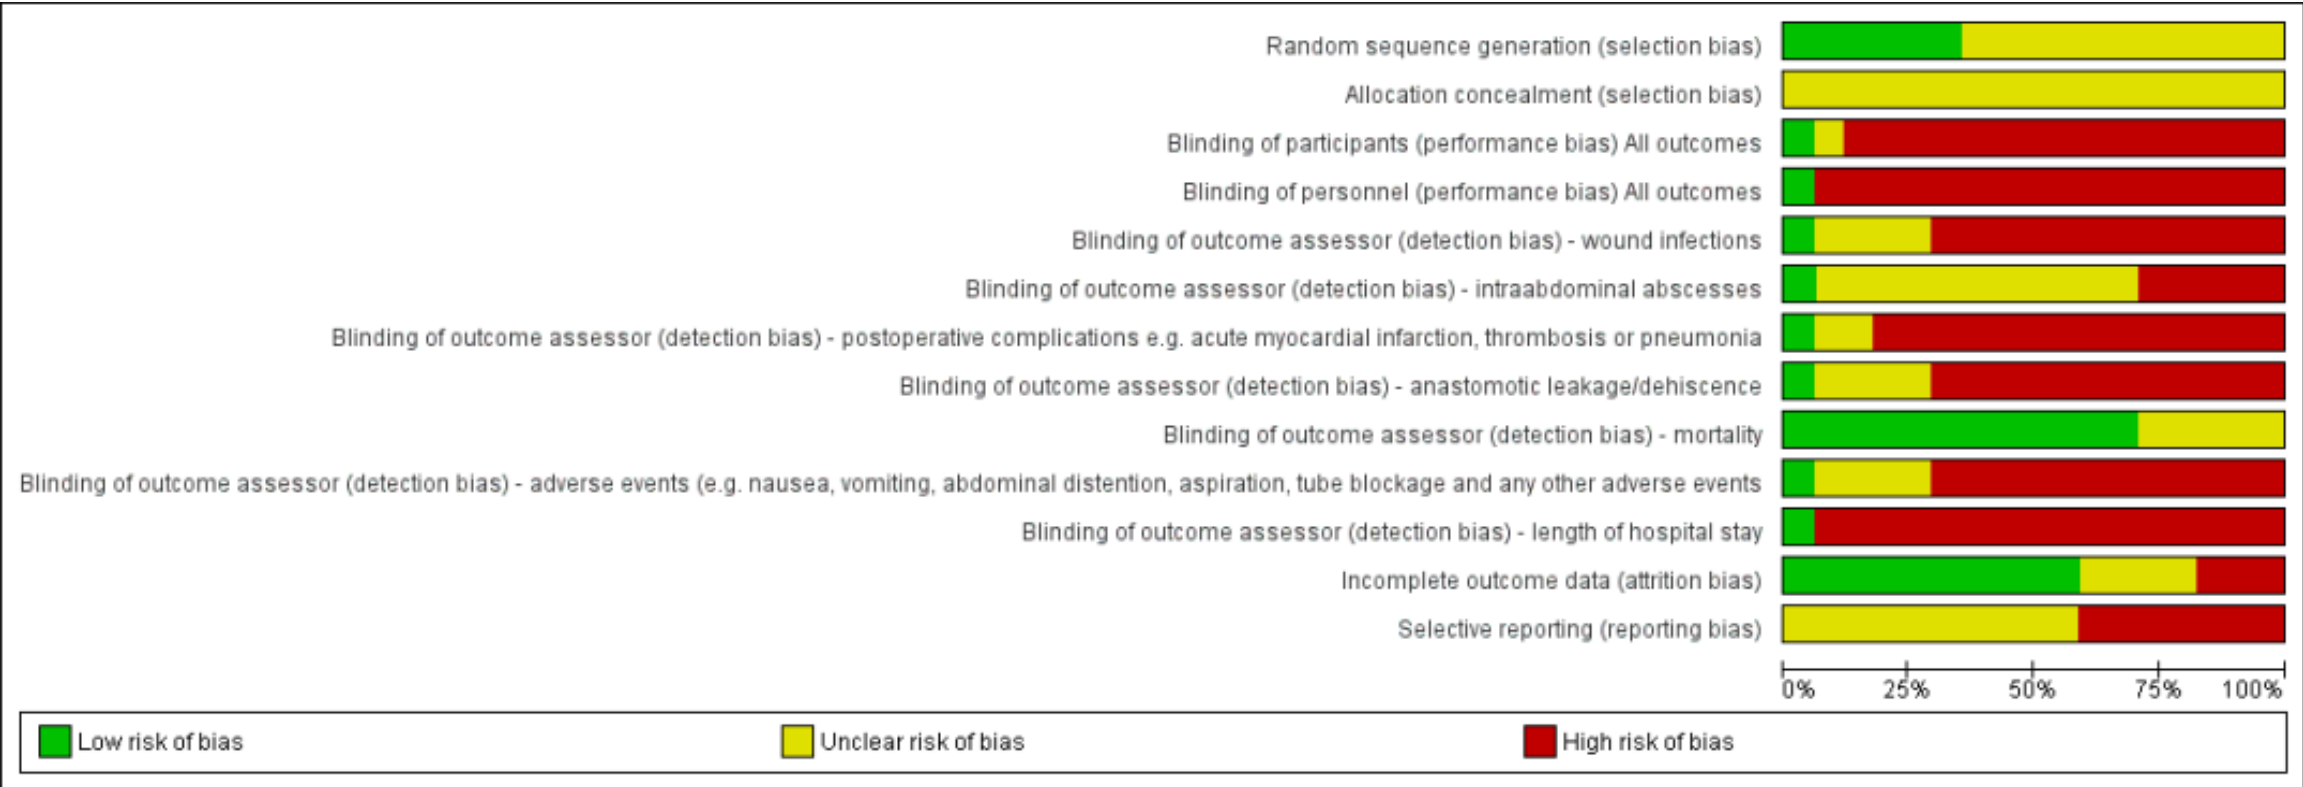 Random sequence generation (selection bias)
Allocation concealment (selection bias)
Blinding of participants (performance bias) All outcomes
Blinding of personnel (performance bias) All outcomes
Blinding of outcome assessor (detection bias) - wound infections
Blinding of outcome assessor (detection bias) - intraabdominal abscesses
Blinding of outcome assessor (detection bias) - postoperative complications e.g. acute myocardial infarction, thrombosis or pneumonia
Blinding of outcome assessor (detection bias) - anastomotic leakage/dehiscence
Blinding of outcome assessor (detection bias) - mortality
Blinding of outcome assessor (detection bias) - adverse events (e.g. nausea, vomiting, abdominal distention, aspiration, tube blockage and any other adverse events
Blinding of outcome assessor (detection bias) - length of hospital stay
Incomplete outcome data (attrition bias)
Selective reporting (reporting bias)
0% 25% 50% 75% 100%
Low risk of bias Unclear risk of bias High risk of bias